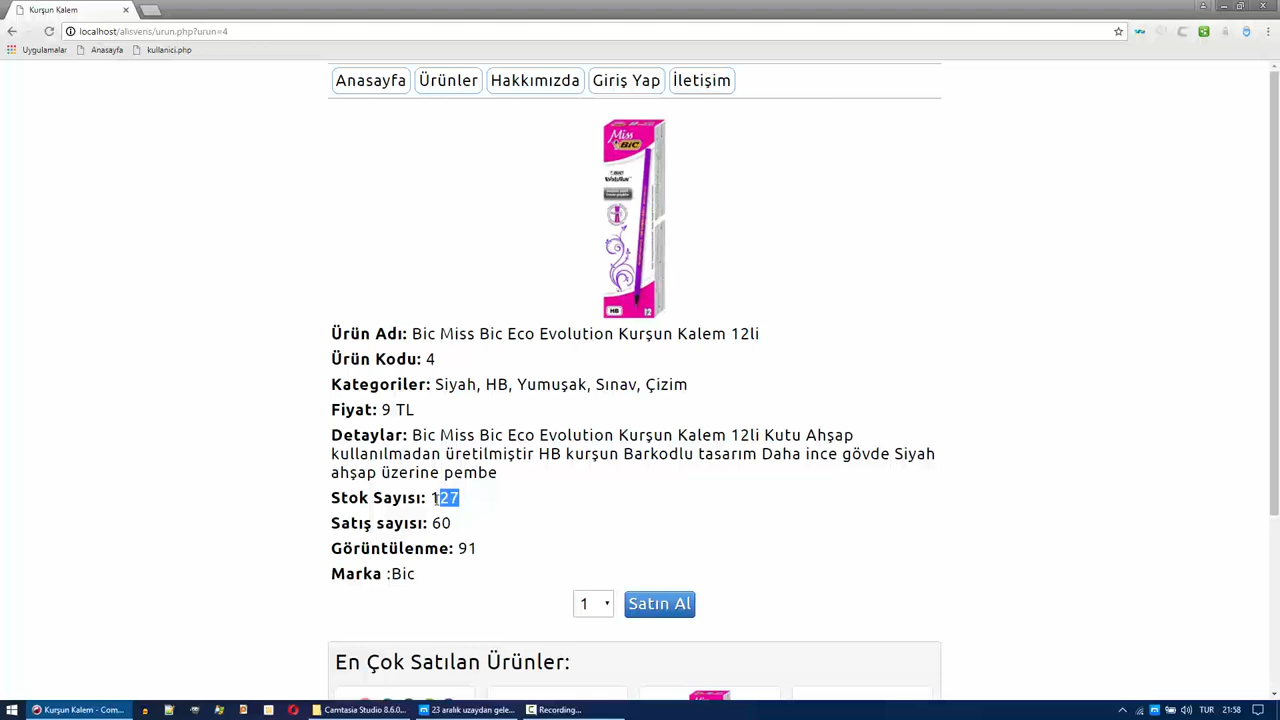 Kurşun Kalem
localhost/alisveris/urun.php?urun=4
Uygulamalar Anasayfa kullanici.php
Anasayfa Ürünler Hakkımızda Giriş Yap İletişim
Miss
BIC
HB
12
Ürün Adı: Bic Miss Bic Eco Evolution Kurşun Kalem 12li
Ürün Kodu: 4
Kategoriler: Siyah, HB, Yumuşak, Sınav, Çizim
Fiyat: 9 TL
Detaylar: Bic Miss Bic Eco Evolution Kurşun Kalem 12li Kutu Ahşap
kullanılmadan üretilmiştir HB kurşun Barkodlu tasarım Daha ince gövde Siyah
ahşap üzerine pembe
Stok Sayısı: 127
Satış sayısı: 60
Görüntülenme: 91
Marka :Bic
1 Satın Al
En Çok Satılan Ürünler:
Kurşun Kalem - Com... Camtasia Studio 8.6.0... 23 aralık uzaydan gele... Recording... TUR 21:58